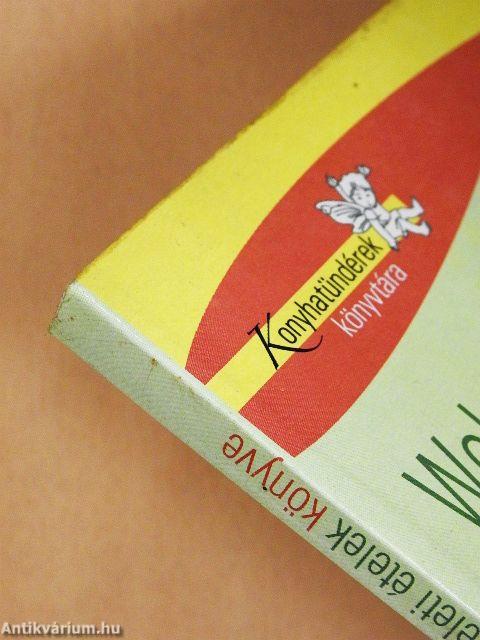 Konyhatündérek
könyvtára
ételek könyve
Antikvárium.hu